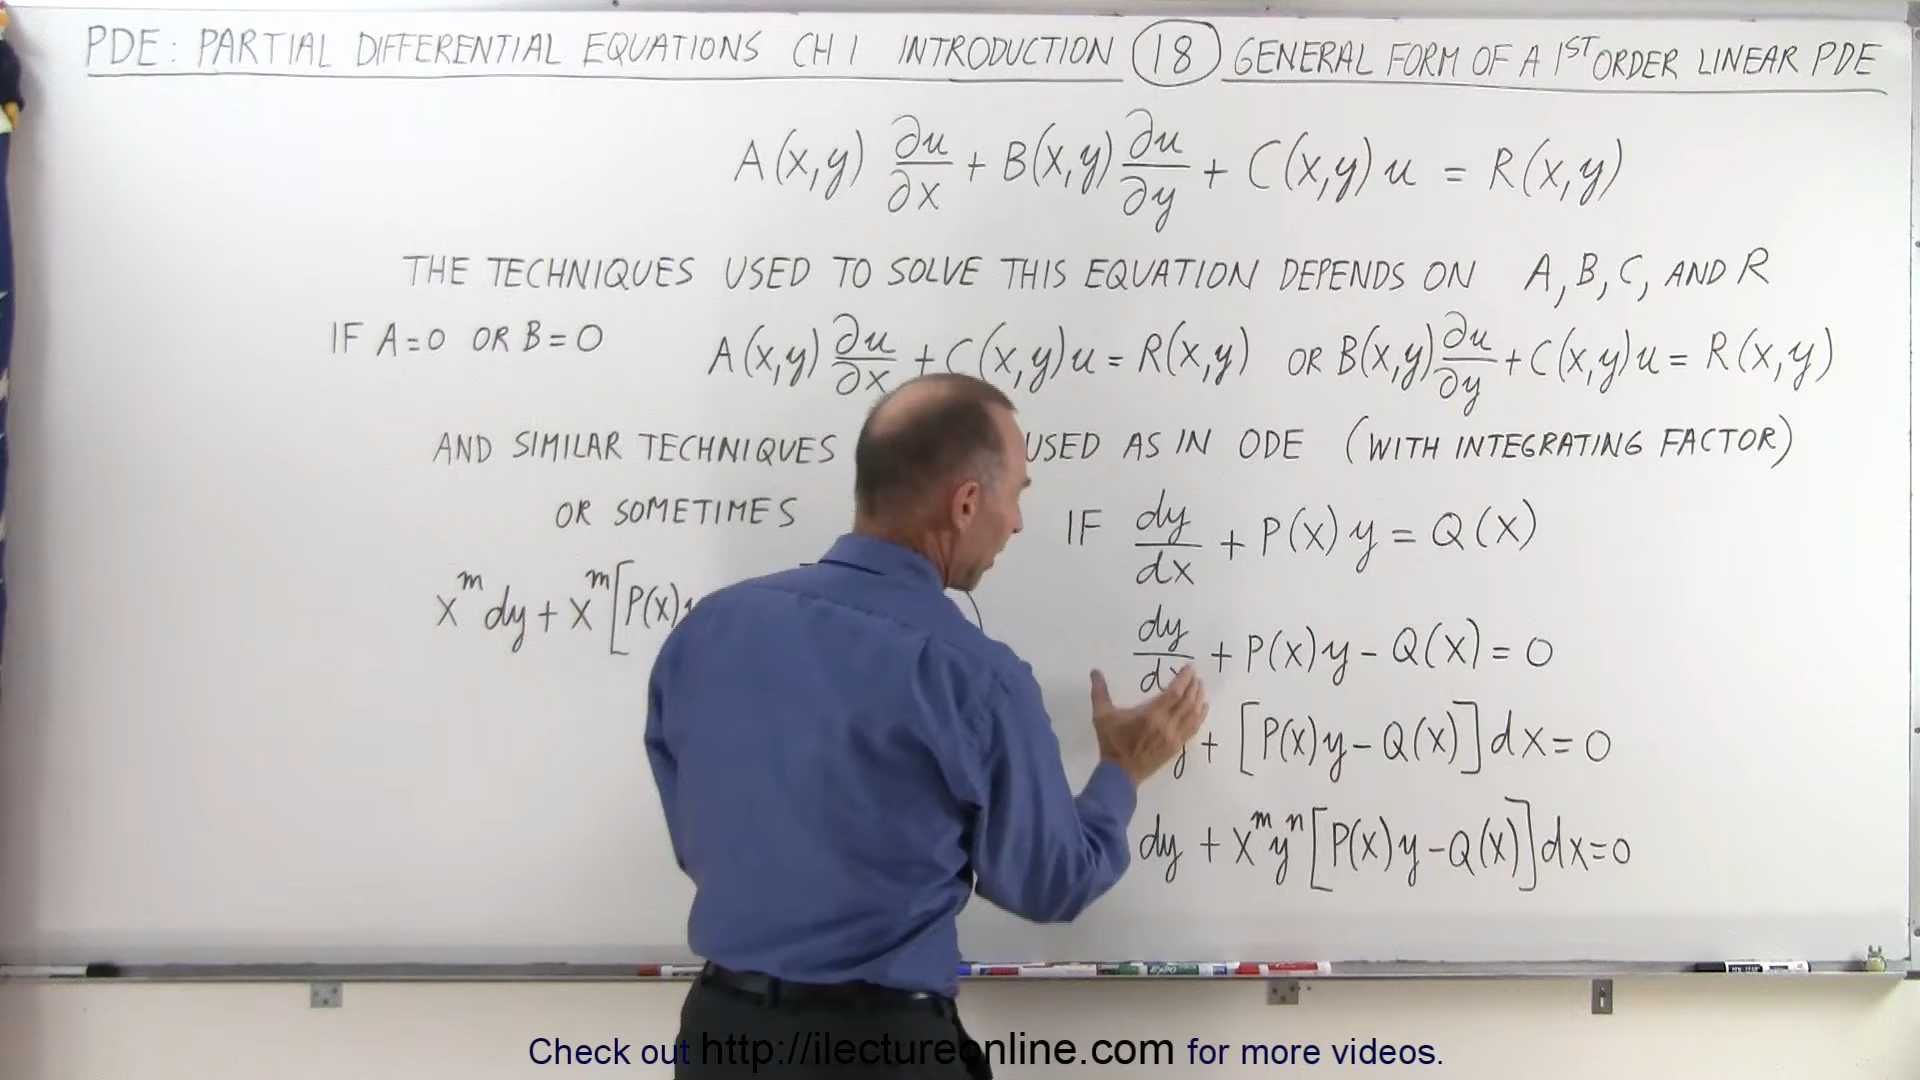 PDE: PARTIAL DIFFERENTIAL EQUATIONS CH 1 INTRODUCTION 18 GENERAL FORM OF A 1ST ORDER LINEAR PDE
A(x,y) ∂u/∂x + B(x,y) ∂u/∂y + C(x,y) u = R(x,y)
THE TECHNIQUES USED TO SOLVE THIS EQUATION DEPENDS ON A, B, C, AND R
IF A=0 OR B=0 A(x,y) ∂u/∂x + C(x,y)u = R(x,y) OR B(x,y) ∂u/∂y + C(x,y)u = R(x,y)
AND SIMILAR TECHNIQUES USED AS IN ODE (WITH INTEGRATING FACTOR)
OR SOMETIMES IF dy/dx + P(x)y = Q(x)
x^m dy + x^m [P(x)
dy/dx + P(x)y - Q(x) = 0
+ [P(x)y - Q(x)]dx = 0
dy + x^m y^n [P(x)y - Q(x)]dx = 0
Check out http://ilectureonline.com for more videos.